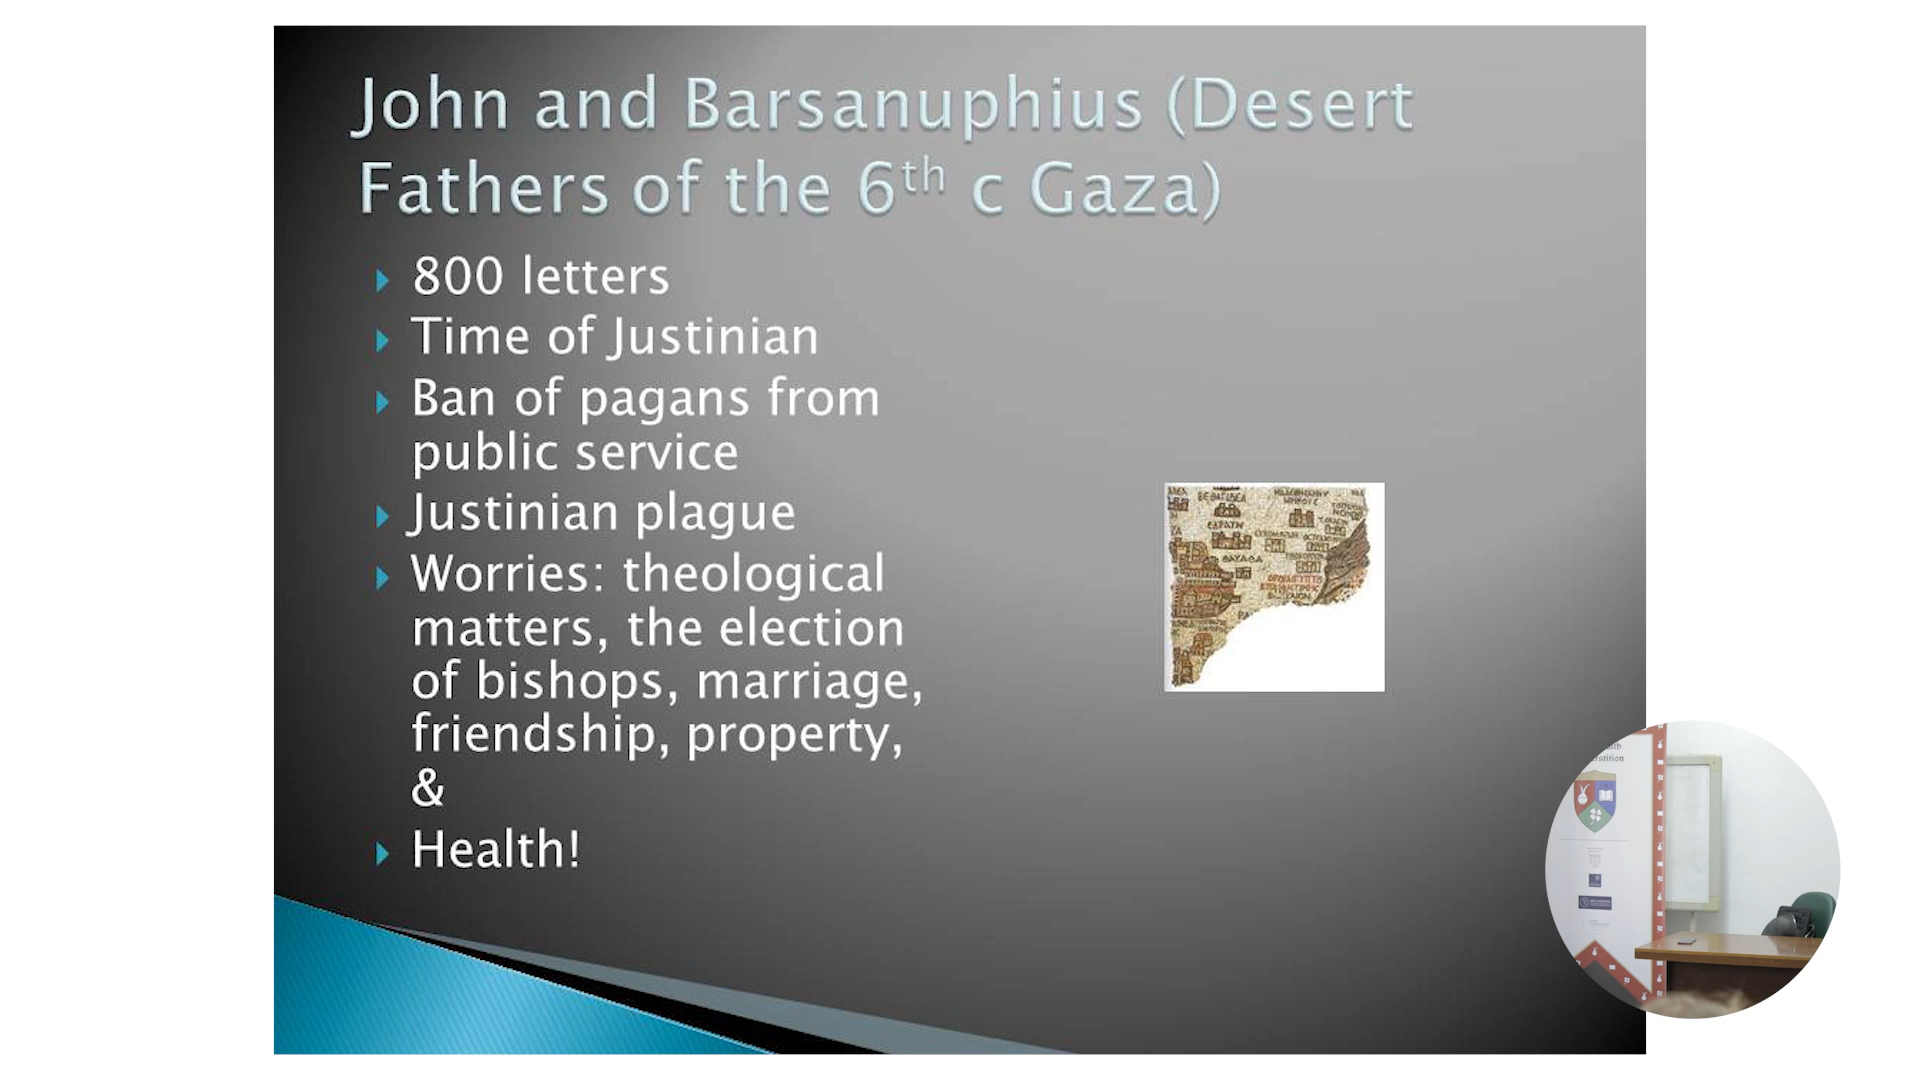 John and Barsanuphius (Desert
Fathers of the 6th c Gaza)
800 letters
Time of Justinian
Ban of pagans from
public service
Justinian plague
Worries: theological
matters, the election
of bishops, marriage,
friendship, property,
&
Health!